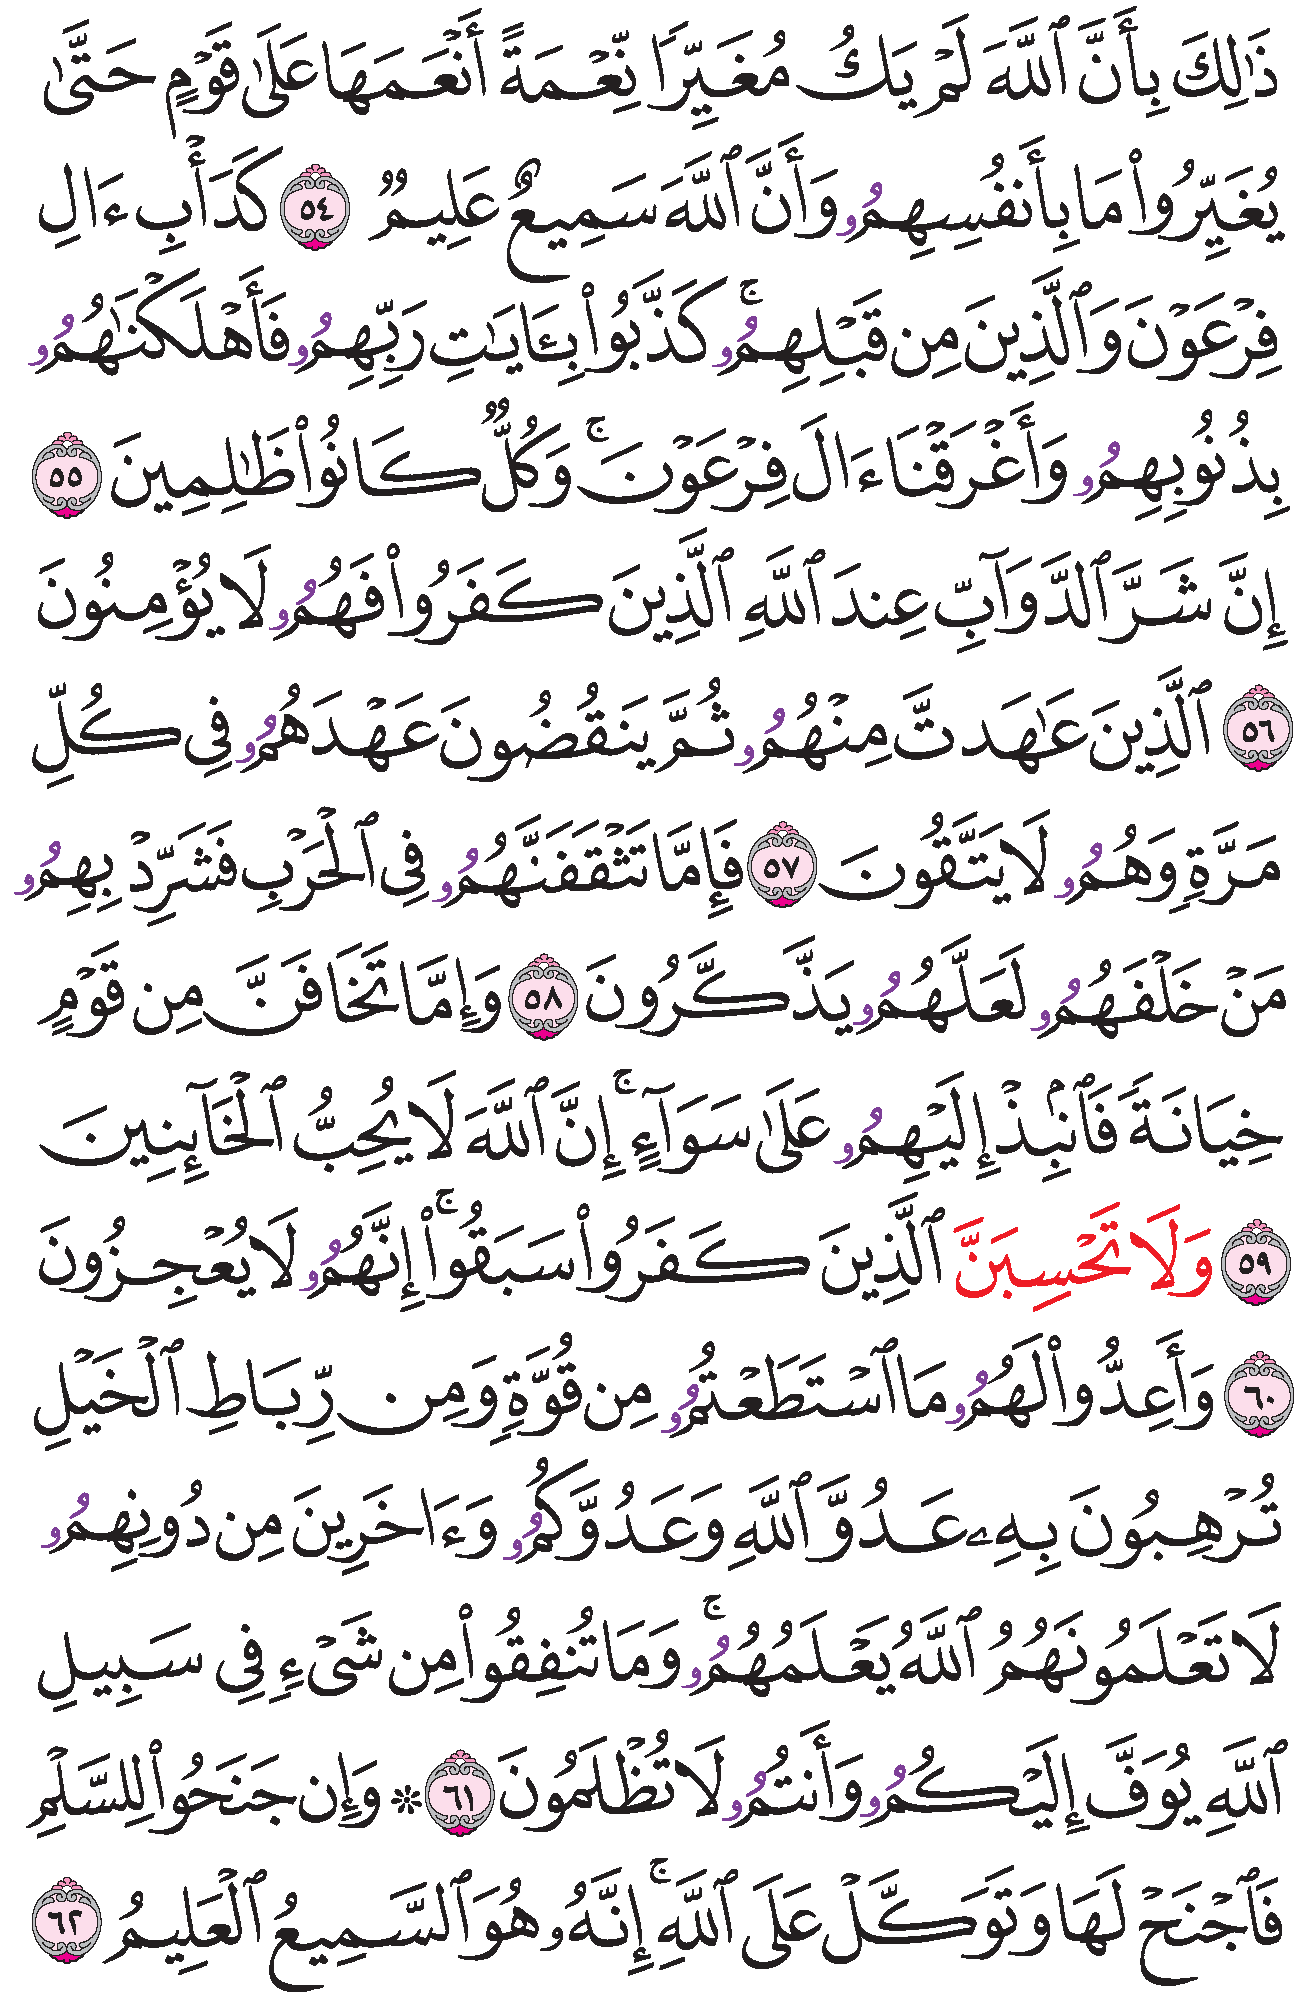 ذَٰلِكَ بِأَنَّ ٱللَّهَ لَمْ يَكُ مُغَيِّرًا نِّعْمَةً أَنْعَمَهَا عَلَىٰ قَوْمٍ حَتَّىٰ
يُغَيِّرُوا۟ مَا بِأَنفُسِهِمُۥ وَأَنَّ ٱللَّهَ سَمِيعٌ عَلِيمٌ ٥٤ كَدَأْبِ ءَالِ
فِرْعَوْنَ وَٱلَّذِينَ مِن قَبْلِهِمُۥۚ كَذَّبُوا۟ بِـَٔايَـٰتِ رَبِّهِمُۥ فَأَهْلَكْنَـٰهُمُۥ
بِذُنُوبِهِمُۥ وَأَغْرَقْنَا ءَالَ فِرْعَوْنَۚ وَكُلٌّ كَانُوا۟ ظَـٰلِمِينَ ٥٥
إِنَّ شَرَّ ٱلدَّوَآبِّ عِندَ ٱللَّهِ ٱلَّذِينَ كَفَرُوا۟ فَهُمُۥ لَا يُؤْمِنُونَ
٥٦ ٱلَّذِينَ عَـٰهَدتَّ مِنْهُمُۥ ثُمَّ يَنقُضُونَ عَهْدَهُمُۥ فِى كُلِّ
مَرَّةٍ وَهُمُۥ لَا يَتَّقُونَ ٥٧ فَإِمَّا تَثْقَفَنَّهُمُۥ فِى ٱلْحَرْبِ فَشَرِّدْ بِهِمُۥ
مَنْ خَلْفَهُمُۥ لَعَلَّهُمُۥ يَذَّكَّرُونَ ٥٨ وَإِمَّا تَخَافَنَّ مِن قَوْمٍ
خِيَانَةً فَٱنۢبِذْ إِلَيْهِمُۥ عَلَىٰ سَوَآءٍۚ إِنَّ ٱللَّهَ لَا يُحِبُّ ٱلْخَآئِنِينَ
٥٩ وَلَا تَحْسِبَنَّ ٱلَّذِينَ كَفَرُوا۟ سَبَقُوٓا۟ۚ إِنَّهُمُۥ لَا يُعْجِزُونَ
٦٠ وَأَعِدُّوا۟ لَهُمُۥ مَا ٱسْتَطَعْتُمُۥ مِن قُوَّةٍ وَمِن رِّبَاطِ ٱلْخَيْلِ
تُرْهِبُونَ بِهِۦ عَدُوَّ ٱللَّهِ وَعَدُوَّكُمُۥ وَءَاخَرِينَ مِن دُونِهِمُۥ
لَا تَعْلَمُونَهُمُ ٱللَّهُ يَعْلَمُهُمُۥۚ وَمَا تُنفِقُوا۟ مِن شَىْءٍ فِى سَبِيلِ
ٱللَّهِ يُوَفَّ إِلَيْكُمُۥ وَأَنتُمُۥ لَا تُظْلَمُونَ ٦١ ۞ وَإِن جَنَحُوا۟ لِلسَّلْمِ
فَٱجْنَحْ لَهَا وَتَوَكَّلْ عَلَى ٱللَّهِۚ إِنَّهُۥ هُوَ ٱلسَّمِيعُ ٱلْعَلِيمُ ٦٢